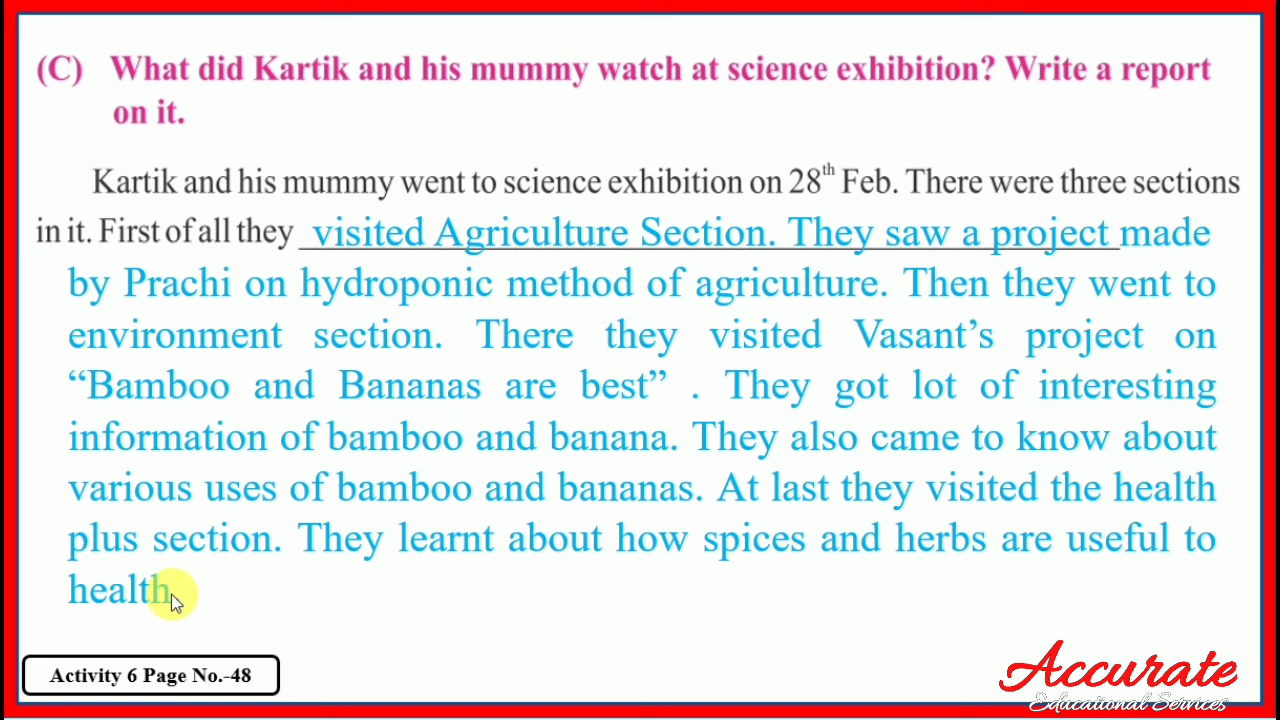 (C) What did Kartik and his mummy watch at science exhibition? Write a report
on it.
Kartik and his mummy went to science exhibition on 28th Feb. There were three sections
in it. First of all they visited Agriculture Section. They saw a project made
by Prachi on hydroponic method of agriculture. Then they went to
environment section. There they visited Vasant’s project on
“Bamboo and Bananas are best” . They got lot of interesting
information of bamboo and banana. They also came to know about
various uses of bamboo and bananas. At last they visited the health
plus section. They learnt about how spices and herbs are useful to
health.
Activity 6 Page No.-48
Accurate
Educational Services